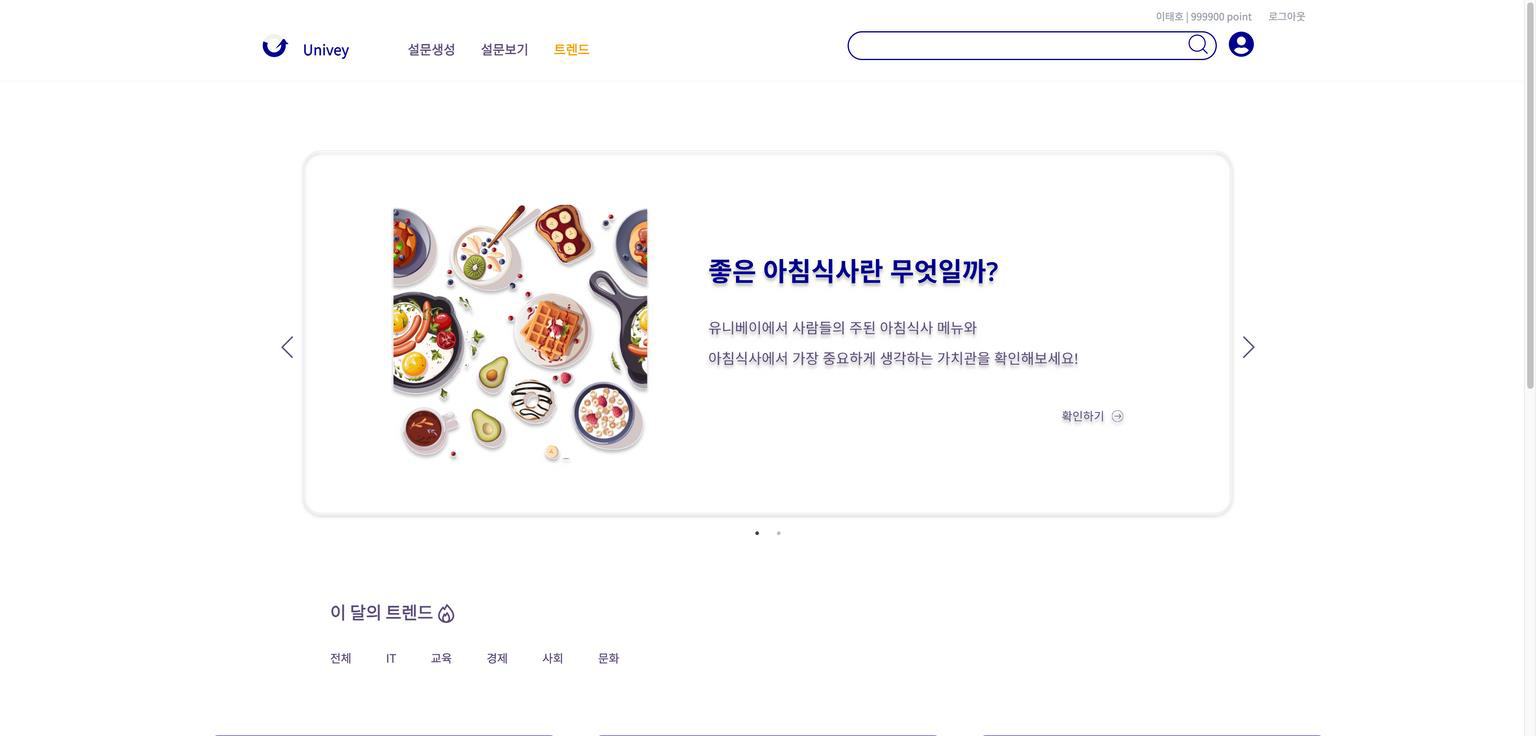 이태호 | 999900 point 로그아웃
Univey 설문생성 설문보기 트렌드
좋은 아침식사란 무엇일까?
유니베이에서 사람들의 주된 아침식사 메뉴와
아침식사에서 가장 중요하게 생각하는 가치관을 확인해보세요!
확인하기
이 달의 트렌드
전체 IT 교육 경제 사회 문화